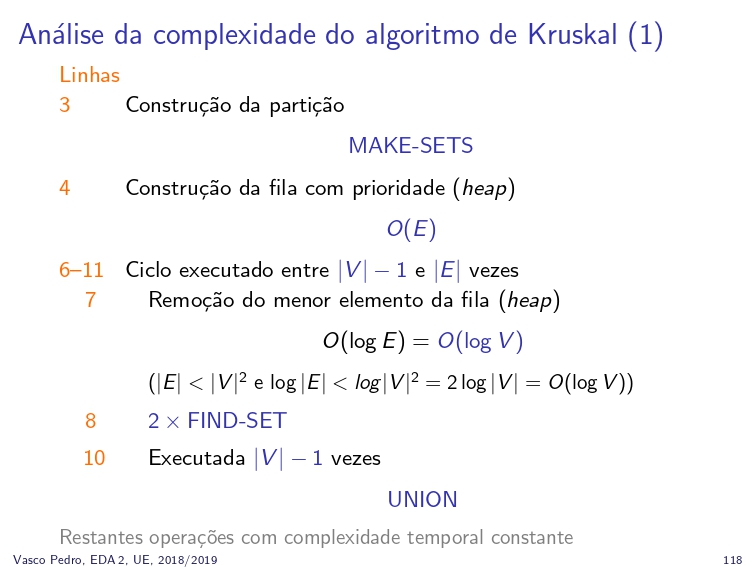 Análise da complexidade do algoritmo de Kruskal (1)
Linhas
3 Construção da partição
MAKE-SETS
4 Construção da fila com prioridade (heap)
O(E)
6–11 Ciclo executado entre |V| − 1 e |E| vezes
7 Remoção do menor elemento da fila (heap)
O(log E) = O(log V)
(|E| < |V|² e log |E| < log|V|² = 2 log |V| = O(log V))
8 2 × FIND-SET
10 Executada |V| − 1 vezes
UNION
Restantes operações com complexidade temporal constante
Vasco Pedro, EDA 2, UE, 2018/2019 118